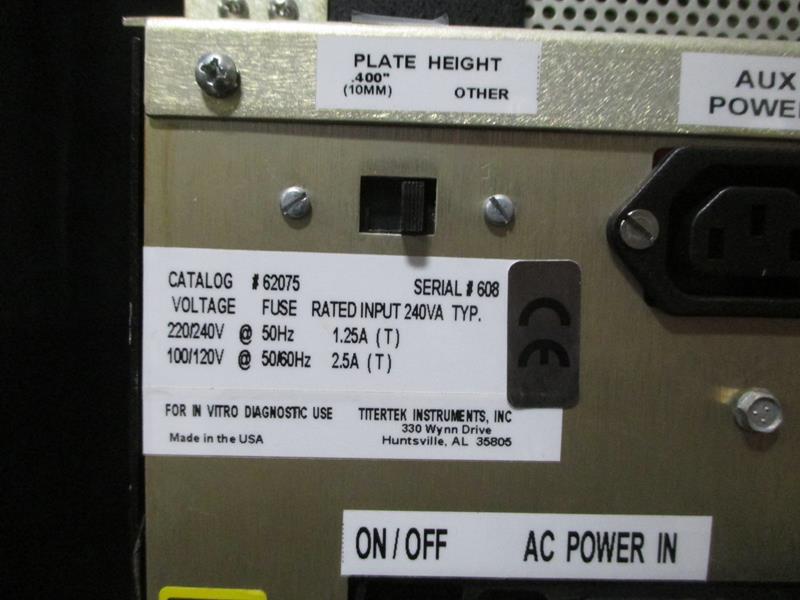 PLATE HEIGHT
.400"
(10MM) OTHER
AUX
POWER
CATALOG # 62075 SERIAL # 608
VOLTAGE FUSE RATED INPUT 240VA TYP.
220/240V @ 50Hz 1.25A ( T )
100/120V @ 50/60Hz 2.5A ( T )
CE
FOR IN VITRO DIAGNOSTIC USE TITERTEK INSTRUMENTS, INC
330 Wynn Drive
Made in the USA Huntsville, AL 35805
ON / OFF AC POWER IN